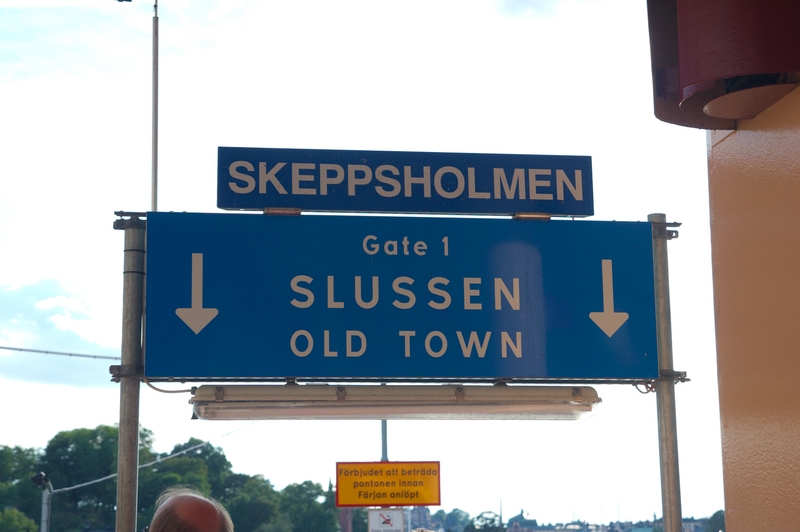 SKEPPSHOLMEN
Gate 1
SLUSSEN
OLD TOWN
Förbjudet att beträda
pontonen innan
Färjan anlöpt